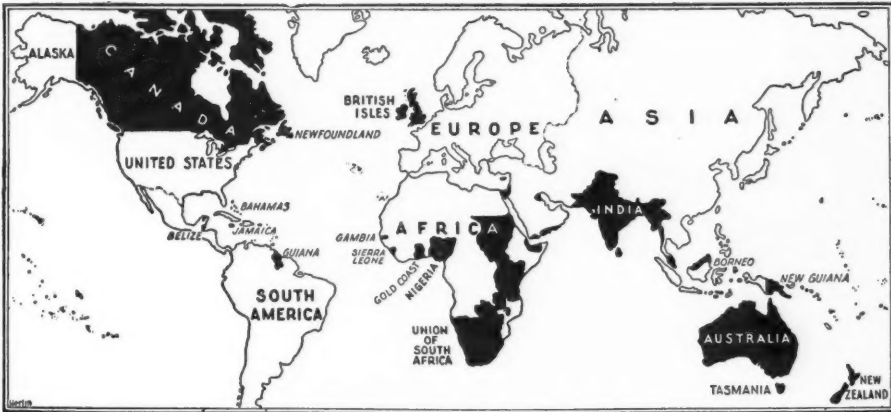 ALASKA
CANADA
BRITISH
ISLES
NEWFOUNDLAND
EUROPE
ASIA
UNITED STATES
BAHAMAS
JAMAICA
BELIZE
GUIANA
AFRICA
INDIA
GAMBIA
SIERRA
LEONE
GOLD COAST
NIGERIA
BORNEO
NEW GUIANA
SOUTH
AMERICA
UNION
OF
SOUTH
AFRICA
AUSTRALIA
TASMANIA
NEW
ZEALAND